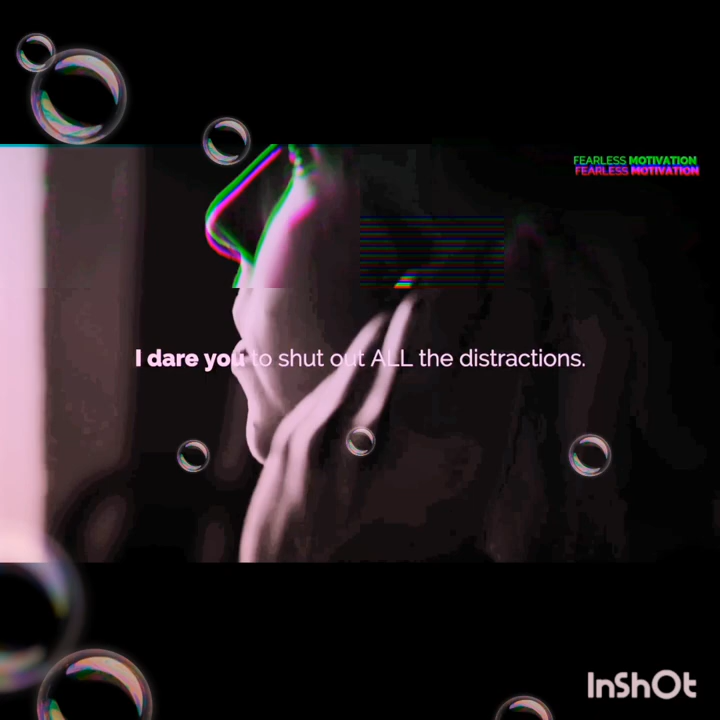 FEARLESS MOTIVATION
FEARLESS MOTIVATION
I dare you to shut out ALL the distractions.
InShOt